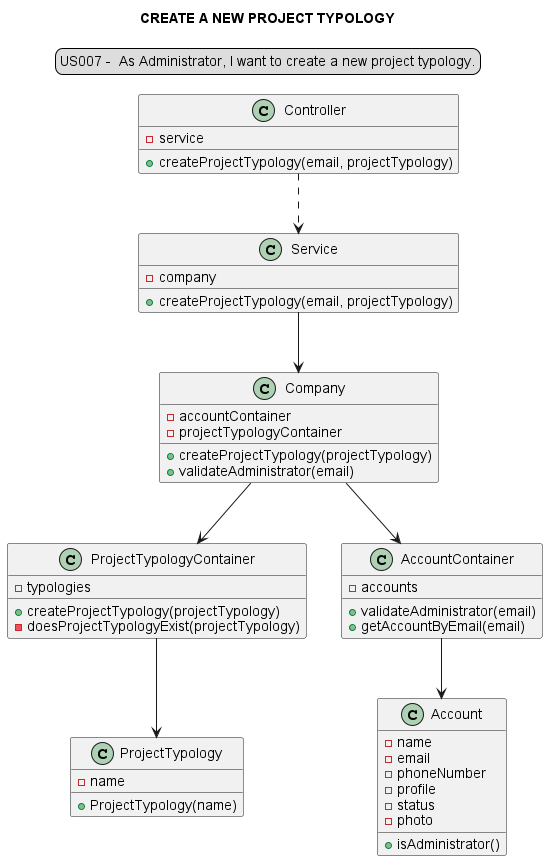 CREATE A NEW PROJECT TYPOLOGY
US007 - As Administrator, I want to create a new project typology.
C Controller
service
createProjectTypology(email, projectTypology)
C Service
company
createProjectTypology(email, projectTypology)
C Company
accountContainer
projectTypologyContainer
createProjectTypology(projectTypology)
validateAdministrator(email)
C ProjectTypologyContainer
typologies
createProjectTypology(projectTypology)
doesProjectTypologyExist(projectTypology)
C AccountContainer
accounts
validateAdministrator(email)
getAccountByEmail(email)
C ProjectTypology
name
ProjectTypology(name)
C Account
name
email
phoneNumber
profile
status
photo
isAdministrator()